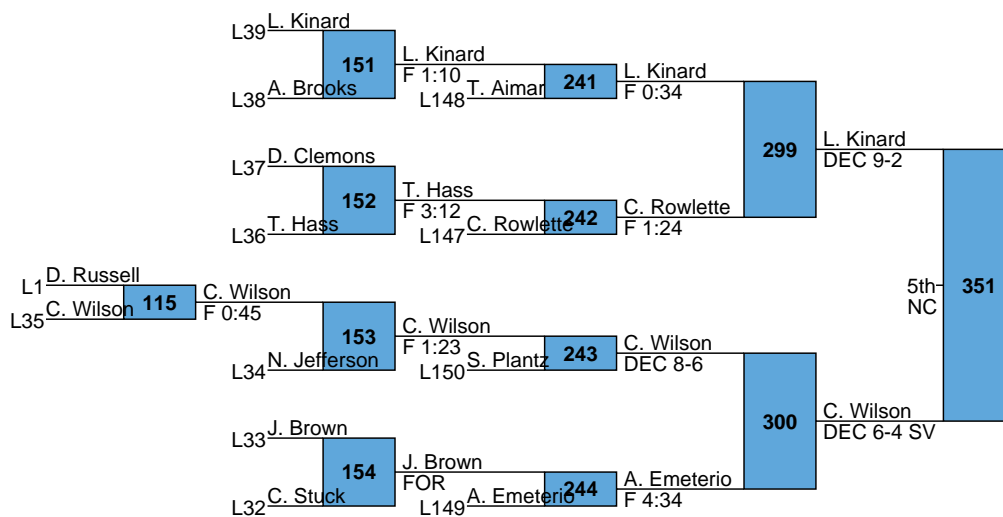 L39 L. Kinard
151
L38 A. Brooks
L. Kinard
F 1:10
L148 T. Aimar
241
L. Kinard
F 0:34
L37 D. Clemons
152
L36 T. Hass
T. Hass
F 3:12
L147 C. Rowlette
242
C. Rowlette
F 1:24
299
L. Kinard
DEC 9-2
L1 D. Russell
115
L35 C. Wilson
C. Wilson
F 0:45
153
L34 N. Jefferson
C. Wilson
F 1:23
L150 S. Plantz
243
C. Wilson
DEC 8-6
L33 J. Brown
154
L32 C. Stuck
J. Brown
FOR
L149 A. Emeterio
244
A. Emeterio
F 4:34
300
C. Wilson
DEC 6-4 SV
5th
NC
351